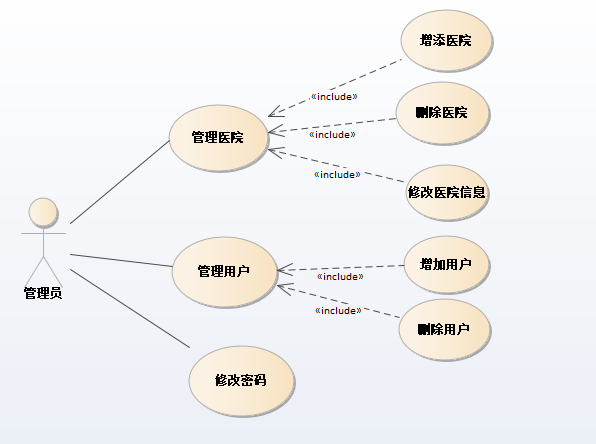 增添医院
«include»
删除医院
管理医院
«include»
«include»
修改医院信息
管理用户
增加用户
«include»
管理员
«include»
删除用户
修改密码